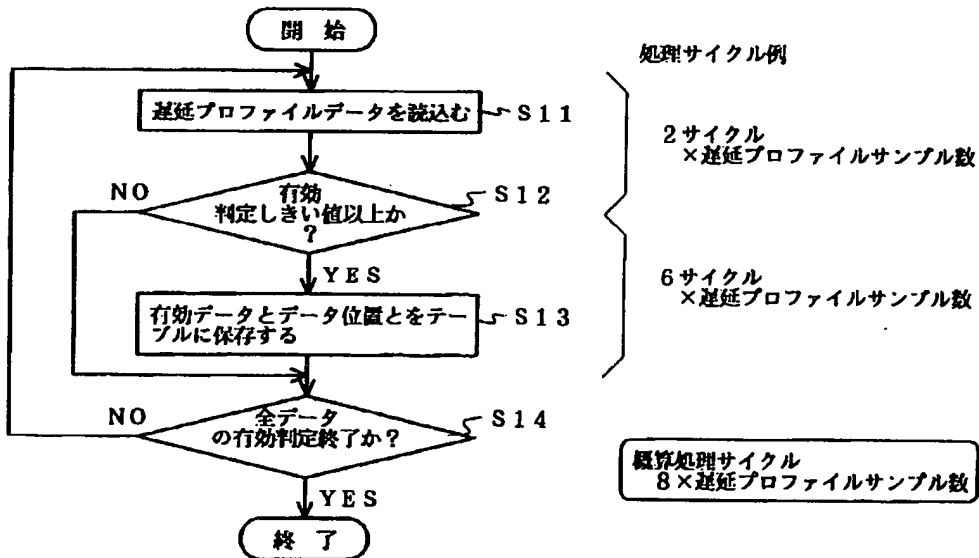 開始
処理サイクル例
遅延プロファイルデータを読込む
S11
2サイクル
×遅延プロファイルサンプル数
NO
有効
判定しきい値以上か
?
S12
YES
6サイクル
×遅延プロファイルサンプル数
有効データとデータ位置とをテー
ブルに保存する
S13
NO
全データ
の有効判定終了か?
S14
概算処理サイクル
8×遅延プロファイルサンプル数
YES
終了